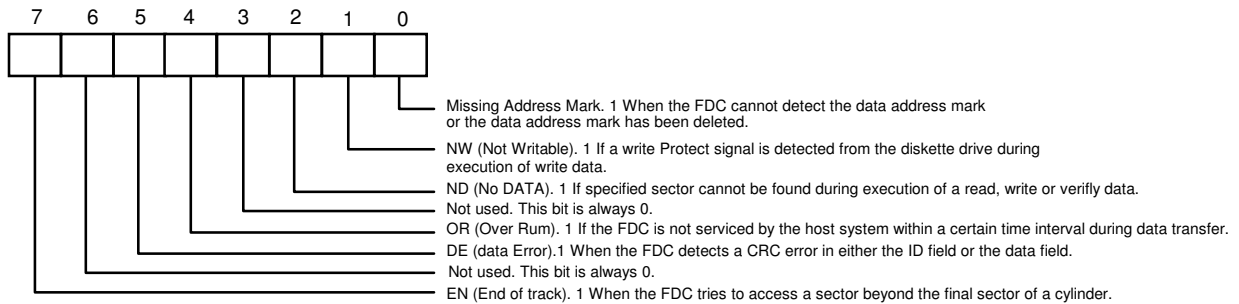 7 6 5 4 3 2 1 0
Missing Address Mark. 1 When the FDC cannot detect the data address mark
or the data address mark has been deleted.
NW (Not Writable). 1 If a write Protect signal is detected from the diskette drive during
execution of write data.
ND (No DATA). 1 If specified sector cannot be found during execution of a read, write or verifly data.
Not used. This bit is always 0.
OR (Over Rum). 1 If the FDC is not serviced by the host system within a certain time interval during data transfer.
DE (data Error).1 When the FDC detects a CRC error in either the ID field or the data field.
Not used. This bit is always 0.
EN (End of track). 1 When the FDC tries to access a sector beyond the final sector of a cylinder.